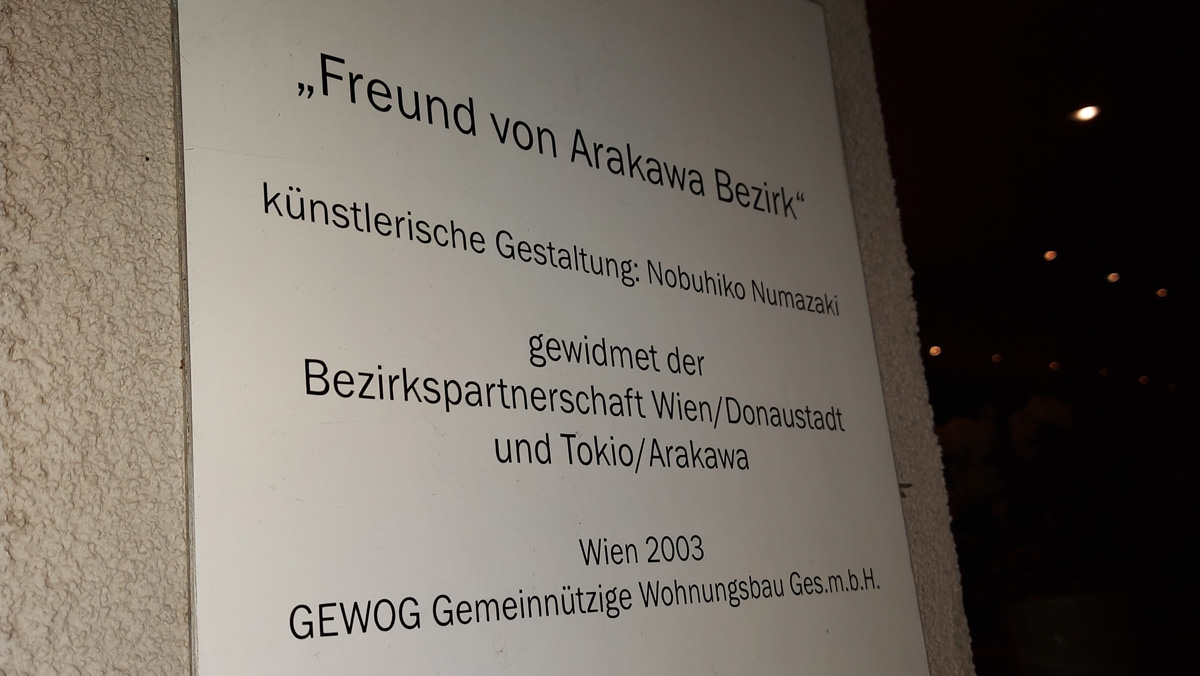 „Freund von Arakawa Bezirk“
künstlerische Gestaltung: Nobuhiko Numazaki
gewidmet der
Bezirkspartnerschaft Wien/Donaustadt
und Tokio/Arakawa
Wien 2003
GEWOG Gemeinnützige Wohnungsbau Ges.m.b.H.